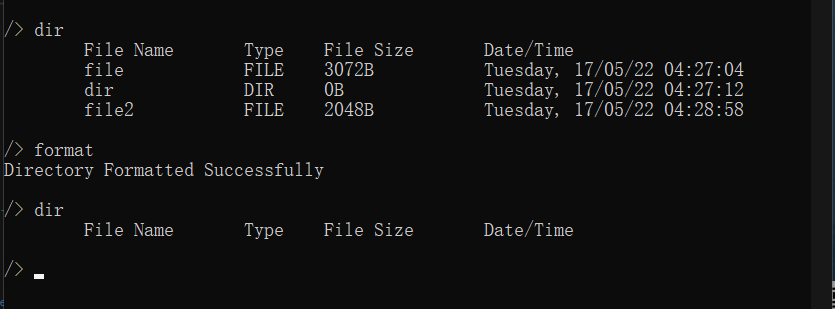 /> dir
File Name Type File Size Date/Time
file FILE 3072B Tuesday, 17/05/22 04:27:04
dir DIR 0B Tuesday, 17/05/22 04:27:12
file2 FILE 2048B Tuesday, 17/05/22 04:28:58
/> format
Directory Formatted Successfully
/> dir
File Name Type File Size Date/Time
/>